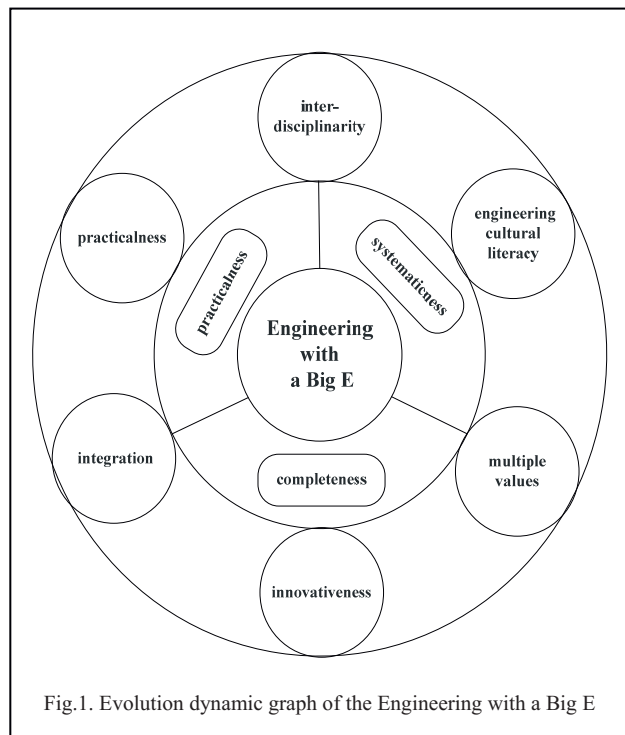 inter-
disciplinarity
practicalness
engineering
cultural
literacy
practicalness
systematicness
Engineering
with
a Big E
integration
completeness
multiple
values
innovativeness
Fig.1. Evolution dynamic graph of the Engineering with a Big E